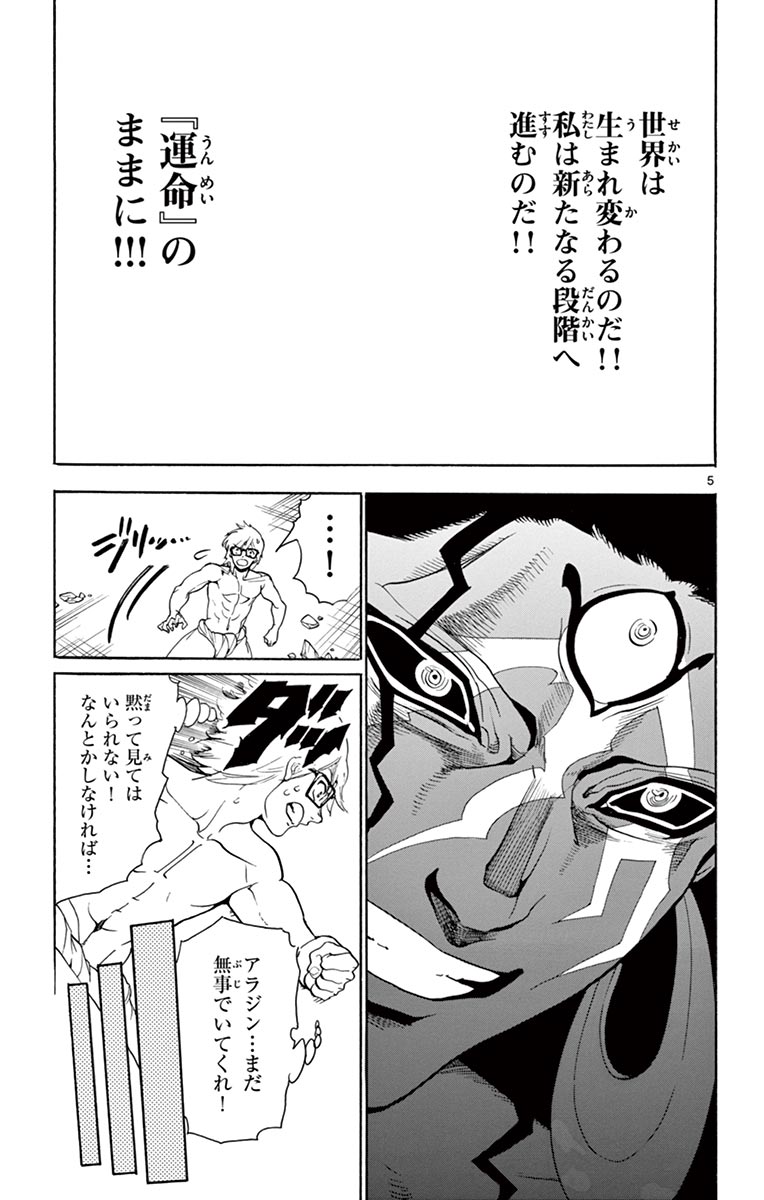 世界は
生まれ変わるのだ!!
私は新たなる段階へ
進むのだ!!
『運命』の
ままに!!!
5
…!
ジリッ…
ダッ
黙って見ては
いられない!
なんとかしなければ…
アラジン…まだ
無事でいてくれ!